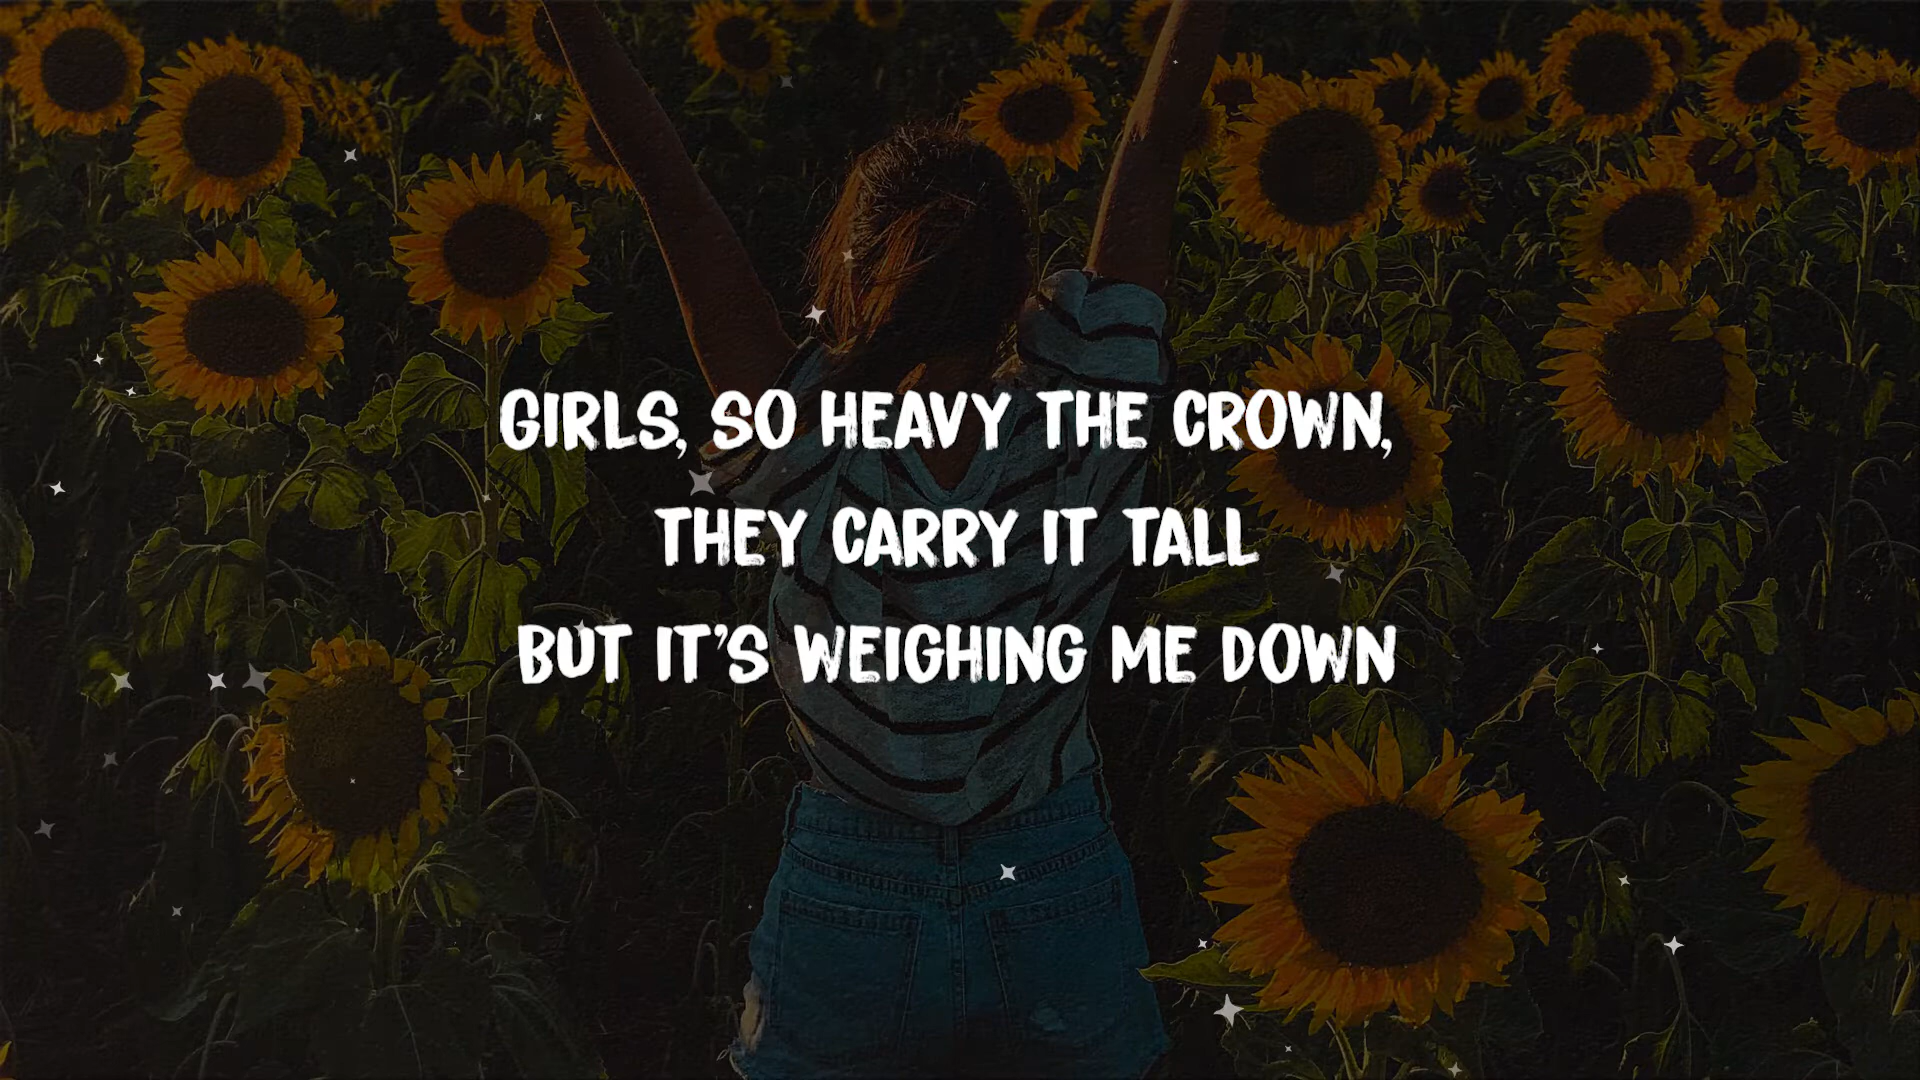 GIRLS, SO HEAVY THE CROWN,
THEY CARRY IT TALL
BUT IT'S WEIGHING ME DOWN